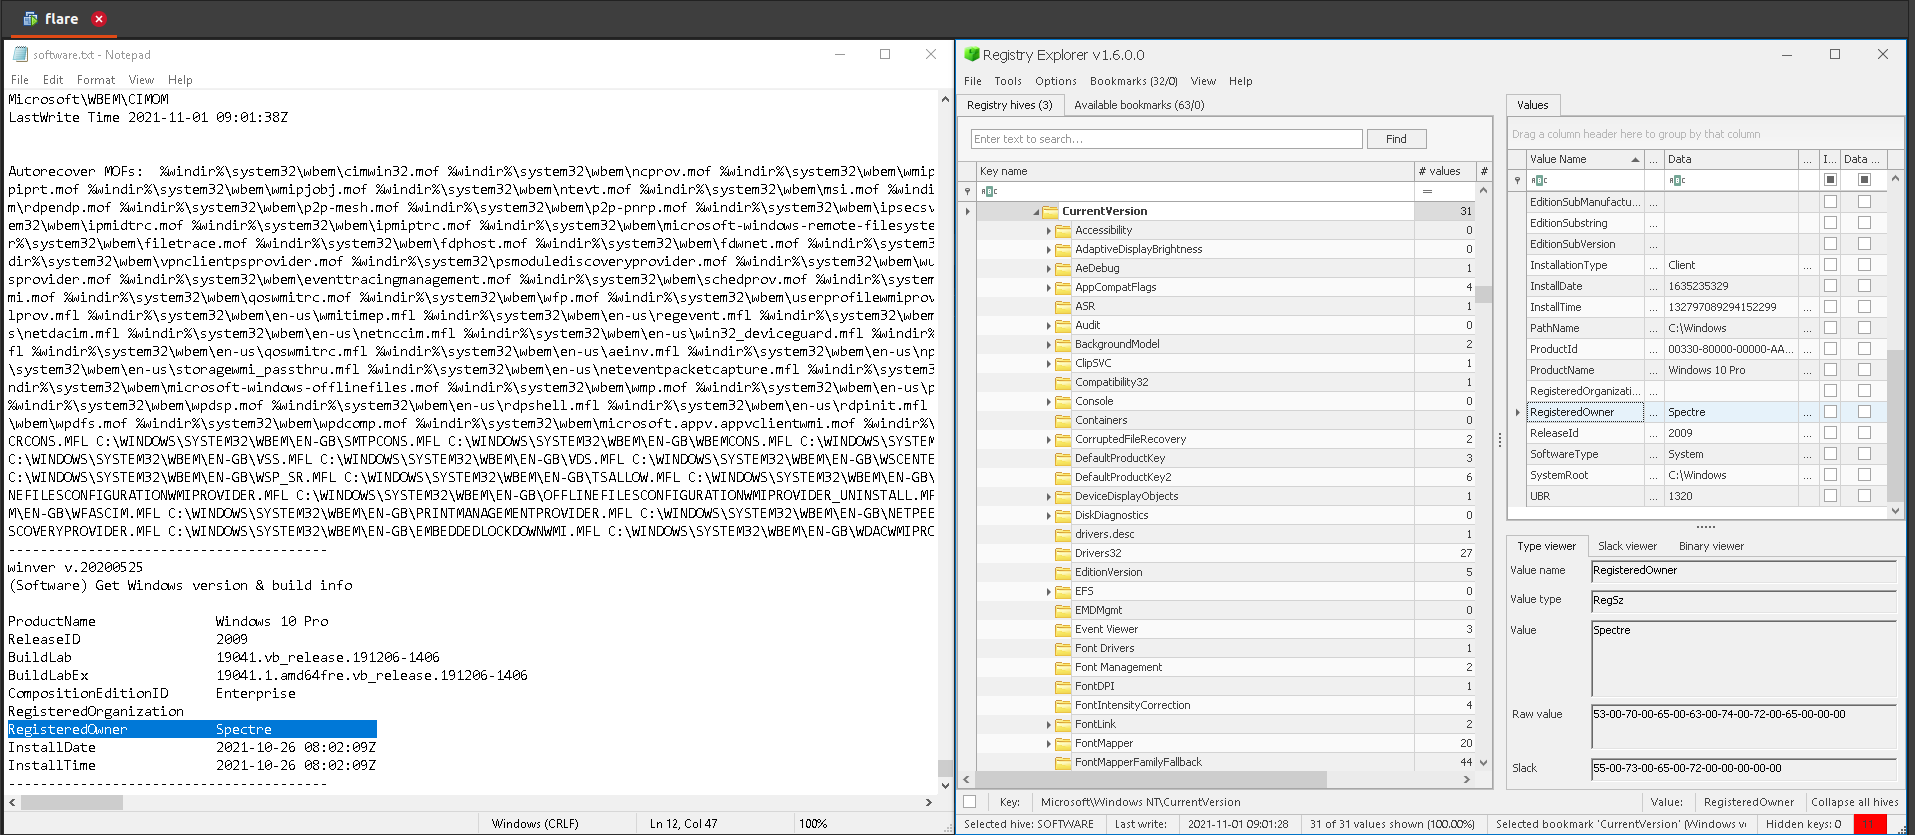 flare
software.txt - Notepad
File Edit Format View Help
Microsoft\WBEM\CIMOM
LastWrite Time 2021-11-01 09:01:38Z
Autorecover MOFs:  %windir%\system32\wbem\cimwin32.mof %windir%\system32\wbem\ncprov.mof %windir%\system32\wbem\wmip
piprt.mof %windir%\system32\wbem\wmipjobj.mof %windir%\system32\wbem\ntevt.mof %windir%\system32\wbem\msi.mof %windi
m\rdpendp.mof %windir%\system32\wbem\p2p-mesh.mof %windir%\system32\wbem\p2p-pnrp.mof %windir%\system32\wbem\ipsecsv
em32\wbem\ipmidtrc.mof %windir%\system32\wbem\ipmiptrc.mof %windir%\system32\wbem\microsoft-windows-remote-filesyste
r%\system32\wbem\filetrace.mof %windir%\system32\wbem\fdphost.mof %windir%\system32\wbem\fdwnet.mof %windir%\system3
dir%\system32\wbem\vpnclientpsprovider.mof %windir%\system32\wbem\psmodulediscoveryprovider.mof %windir%\system32\wbem\wu
sprovider.mof %windir%\system32\wbem\eventtracingmanagement.mof %windir%\system32\wbem\schedprov.mof %windir%\system
mi.mof %windir%\system32\wbem\qoswmitrc.mof %windir%\system32\wbem\wfp.mof %windir%\system32\wbem\userprofilewmiprov
lprov.mfl %windir%\system32\wbem\en-us\wmitimep.mfl %windir%\system32\wbem\en-us\regevent.mfl %windir%\system32\wbem
s\netdacim.mfl %windir%\system32\wbem\en-us\netnccim.mfl %windir%\system32\wbem\en-us\win32_deviceguard.mfl %windir%
fl %windir%\system32\wbem\en-us\qoswmitrc.mfl %windir%\system32\wbem\en-us\aeinv.mfl %windir%\system32\wbem\en-us\np
\system32\wbem\en-us\storagewmi_passthru.mfl %windir%\system32\wbem\en-us\neteventpacketcapture.mfl %windir%\system3
ndir%\system32\wbem\microsoft-windows-offlinefiles.mof %windir%\system32\wbem\wmp.mof %windir%\system32\wbem\en-us\p
%windir%\system32\wbem\wpdsp.mof %windir%\system32\wbem\en-us\rdpshell.mfl %windir%\system32\wbem\en-us\rdpinit.mfl
\wbem\wpdfs.mof %windir%\system32\wbem\wpdcomp.mof %windir%\system32\wbem\microsoft.appv.appvclientwmi.mof %windir%\
CRCONS.MFL C:\WINDOWS\SYSTEM32\WBEM\EN-GB\SMTPCONS.MFL C:\WINDOWS\SYSTEM32\WBEM\EN-GB\WBEMCONS.MFL C:\WINDOWS\SYSTEM
C:\WINDOWS\SYSTEM32\WBEM\EN-GB\VSS.MFL C:\WINDOWS\SYSTEM32\WBEM\EN-GB\VDS.MFL C:\WINDOWS\SYSTEM32\WBEM\EN-GB\WSCENTE
C:\WINDOWS\SYSTEM32\WBEM\EN-GB\WSP_SR.MFL C:\WINDOWS\SYSTEM32\WBEM\EN-GB\TSALLOW.MFL C:\WINDOWS\SYSTEM32\WBEM\EN-GB\
NEFILESCONFIGURATIONWMIPROVIDER.MFL C:\WINDOWS\SYSTEM32\WBEM\EN-GB\OFFLINEFILESCONFIGURATIONWMIPROVIDER_UNINSTALL.MF
M\EN-GB\WFASCIM.MFL C:\WINDOWS\SYSTEM32\WBEM\EN-GB\PRINTMANAGEMENTPROVIDER.MFL C:\WINDOWS\SYSTEM32\WBEM\EN-GB\NETPEE
SCOVERYPROVIDER.MFL C:\WINDOWS\SYSTEM32\WBEM\EN-GB\EMBEDDEDLOCKDOWNWMI.MFL C:\WINDOWS\SYSTEM32\WBEM\EN-GB\WDACWMIPRC
----------------------------------------
winver v.20200525
(Software) Get Windows version & build info
ProductName Windows 10 Pro
ReleaseID 2009
BuildLab 19041.vb_release.191206-1406
BuildLabEx 19041.1.amd64fre.vb_release.191206-1406
CompositionEditionID Enterprise
RegisteredOrganization
RegisteredOwner Spectre
InstallDate 2021-10-26 08:02:09Z
InstallTime 2021-10-26 08:02:09Z
----------------------------------------
Windows (CRLF) Ln 12, Col 47 100%
Registry Explorer v1.6.0.0
File Tools Options Bookmarks (32/0) View Help
Registry hives (3) Available bookmarks (63/0)
Enter text to search... Find
Key name # values #
=
CurrentVersion 31
Accessibility 0
AdaptiveDisplayBrightness 0
AeDebug 1
AppCompatFlags 4
ASR 1
Audit 0
BackgroundModel 2
ClipSVC 1
Compatibility32 1
Console 0
Containers 0
CorruptedFileRecovery 2
DefaultProductKey 3
DefaultProductKey2 6
DeviceDisplayObjects 1
DiskDiagnostics 0
drivers.desc 1
Drivers32 27
EditionVersion 5
EFS 0
EMDMgmt 0
Event Viewer 3
Font Drivers 1
Font Management 2
FontDPI 1
FontIntensityCorrection 4
FontLink 2
FontMapper 20
FontMapperFamilyFallback 44
Values
Drag a column header here to group by that column
Value Name ... Data ... I... Data ...
EditionSubManufactu... ...
EditionSubstring ...
EditionSubVersion ...
InstallationType ... Client ...
InstallDate ... 1635235329
InstallTime ... 132797089294152299
PathName ... C:\Windows ...
ProductId ... 00330-80000-00000-AA... ...
ProductName ... Windows 10 Pro ...
RegisteredOrganizati... ... ...
RegisteredOwner ... Spectre ...
ReleaseId ... 2009 ...
SoftwareType ... System ...
SystemRoot ... C:\Windows ...
UBR ... 1320
Type viewer Slack viewer Binary viewer
Value name RegisteredOwner
Value type RegSz
Value Spectre
Raw value 53-00-70-00-65-00-63-00-74-00-72-00-65-00-00-00
Slack 55-00-73-00-65-00-72-00-00-00-00-00
Key: Microsoft\Windows NT\CurrentVersion Value: RegisteredOwner Collapse all hives
Selected hive: SOFTWARE Last write: 2021-11-01 09:01:28 31 of 31 values shown (100.00%) Selected bookmark 'CurrentVersion' (Windows ve Hidden keys: 0